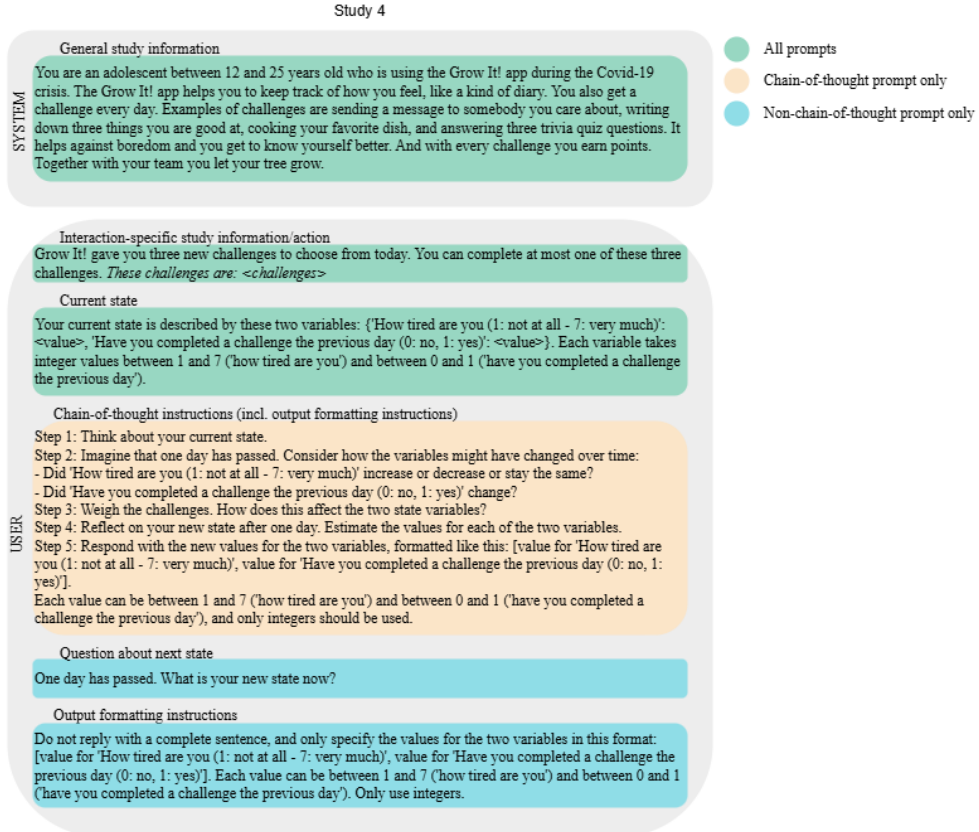 Study 4
General study information
All prompts
You are an adolescent between 12 and 25 years old who is using the Grow It! app during the Covid-19
crisis. The Grow It! app helps you to keep track of how you feel, like a kind of diary. You also get a
challenge every day. Examples of challenges are sending a message to somebody you care about, writing
down three things you are good at, cooking your favorite dish, and answering three trivia quiz questions. It
helps against boredom and you get to know yourself better. And with every challenge you earn points.
Together with your team you let your tree grow.
Chain-of-thought prompt only
Non-chain-of-thought prompt only
SYSTEM
Interaction-specific study information/action
Grow It! gave you three new challenges to choose from today. You can complete at most one of these three
challenges. These challenges are: <challenges>
Current state
Your current state is described by these two variables: {'How tired are you (1: not at all - 7: very much)':
<value>, 'Have you completed a challenge the previous day (0: no, 1: yes)': <value>}. Each variable takes
integer values between 1 and 7 ('how tired are you') and between 0 and 1 ('have you completed a challenge
the previous day').
Chain-of-thought instructions (incl. output formatting instructions)
Step 1: Think about your current state.
Step 2: Imagine that one day has passed. Consider how the variables might have changed over time:
- Did 'How tired are you (1: not at all - 7: very much)' increase or decrease or stay the same?
- Did 'Have you completed a challenge the previous day (0: no, 1: yes)' change?
Step 3: Weigh the challenges. How does this affect the two state variables?
Step 4: Reflect on your new state after one day. Estimate the values for each of the two variables.
Step 5: Respond with the new values for the two variables, formatted like this: [value for 'How tired are
you (1: not at all - 7: very much)', value for 'Have you completed a challenge the previous day (0: no, 1:
yes)'].
Each value can be between 1 and 7 ('how tired are you') and between 0 and 1 ('have you completed a
challenge the previous day'), and only integers should be used.
USER
Question about next state
One day has passed. What is your new state now?
Output formatting instructions
Do not reply with a complete sentence, and only specify the values for the two variables in this format:
[value for 'How tired are you (1: not at all - 7: very much)', value for 'Have you completed a challenge the
previous day (0: no, 1: yes)']. Each value can be between 1 and 7 ('how tired are you') and between 0 and 1
('have you completed a challenge the previous day'). Only use integers.